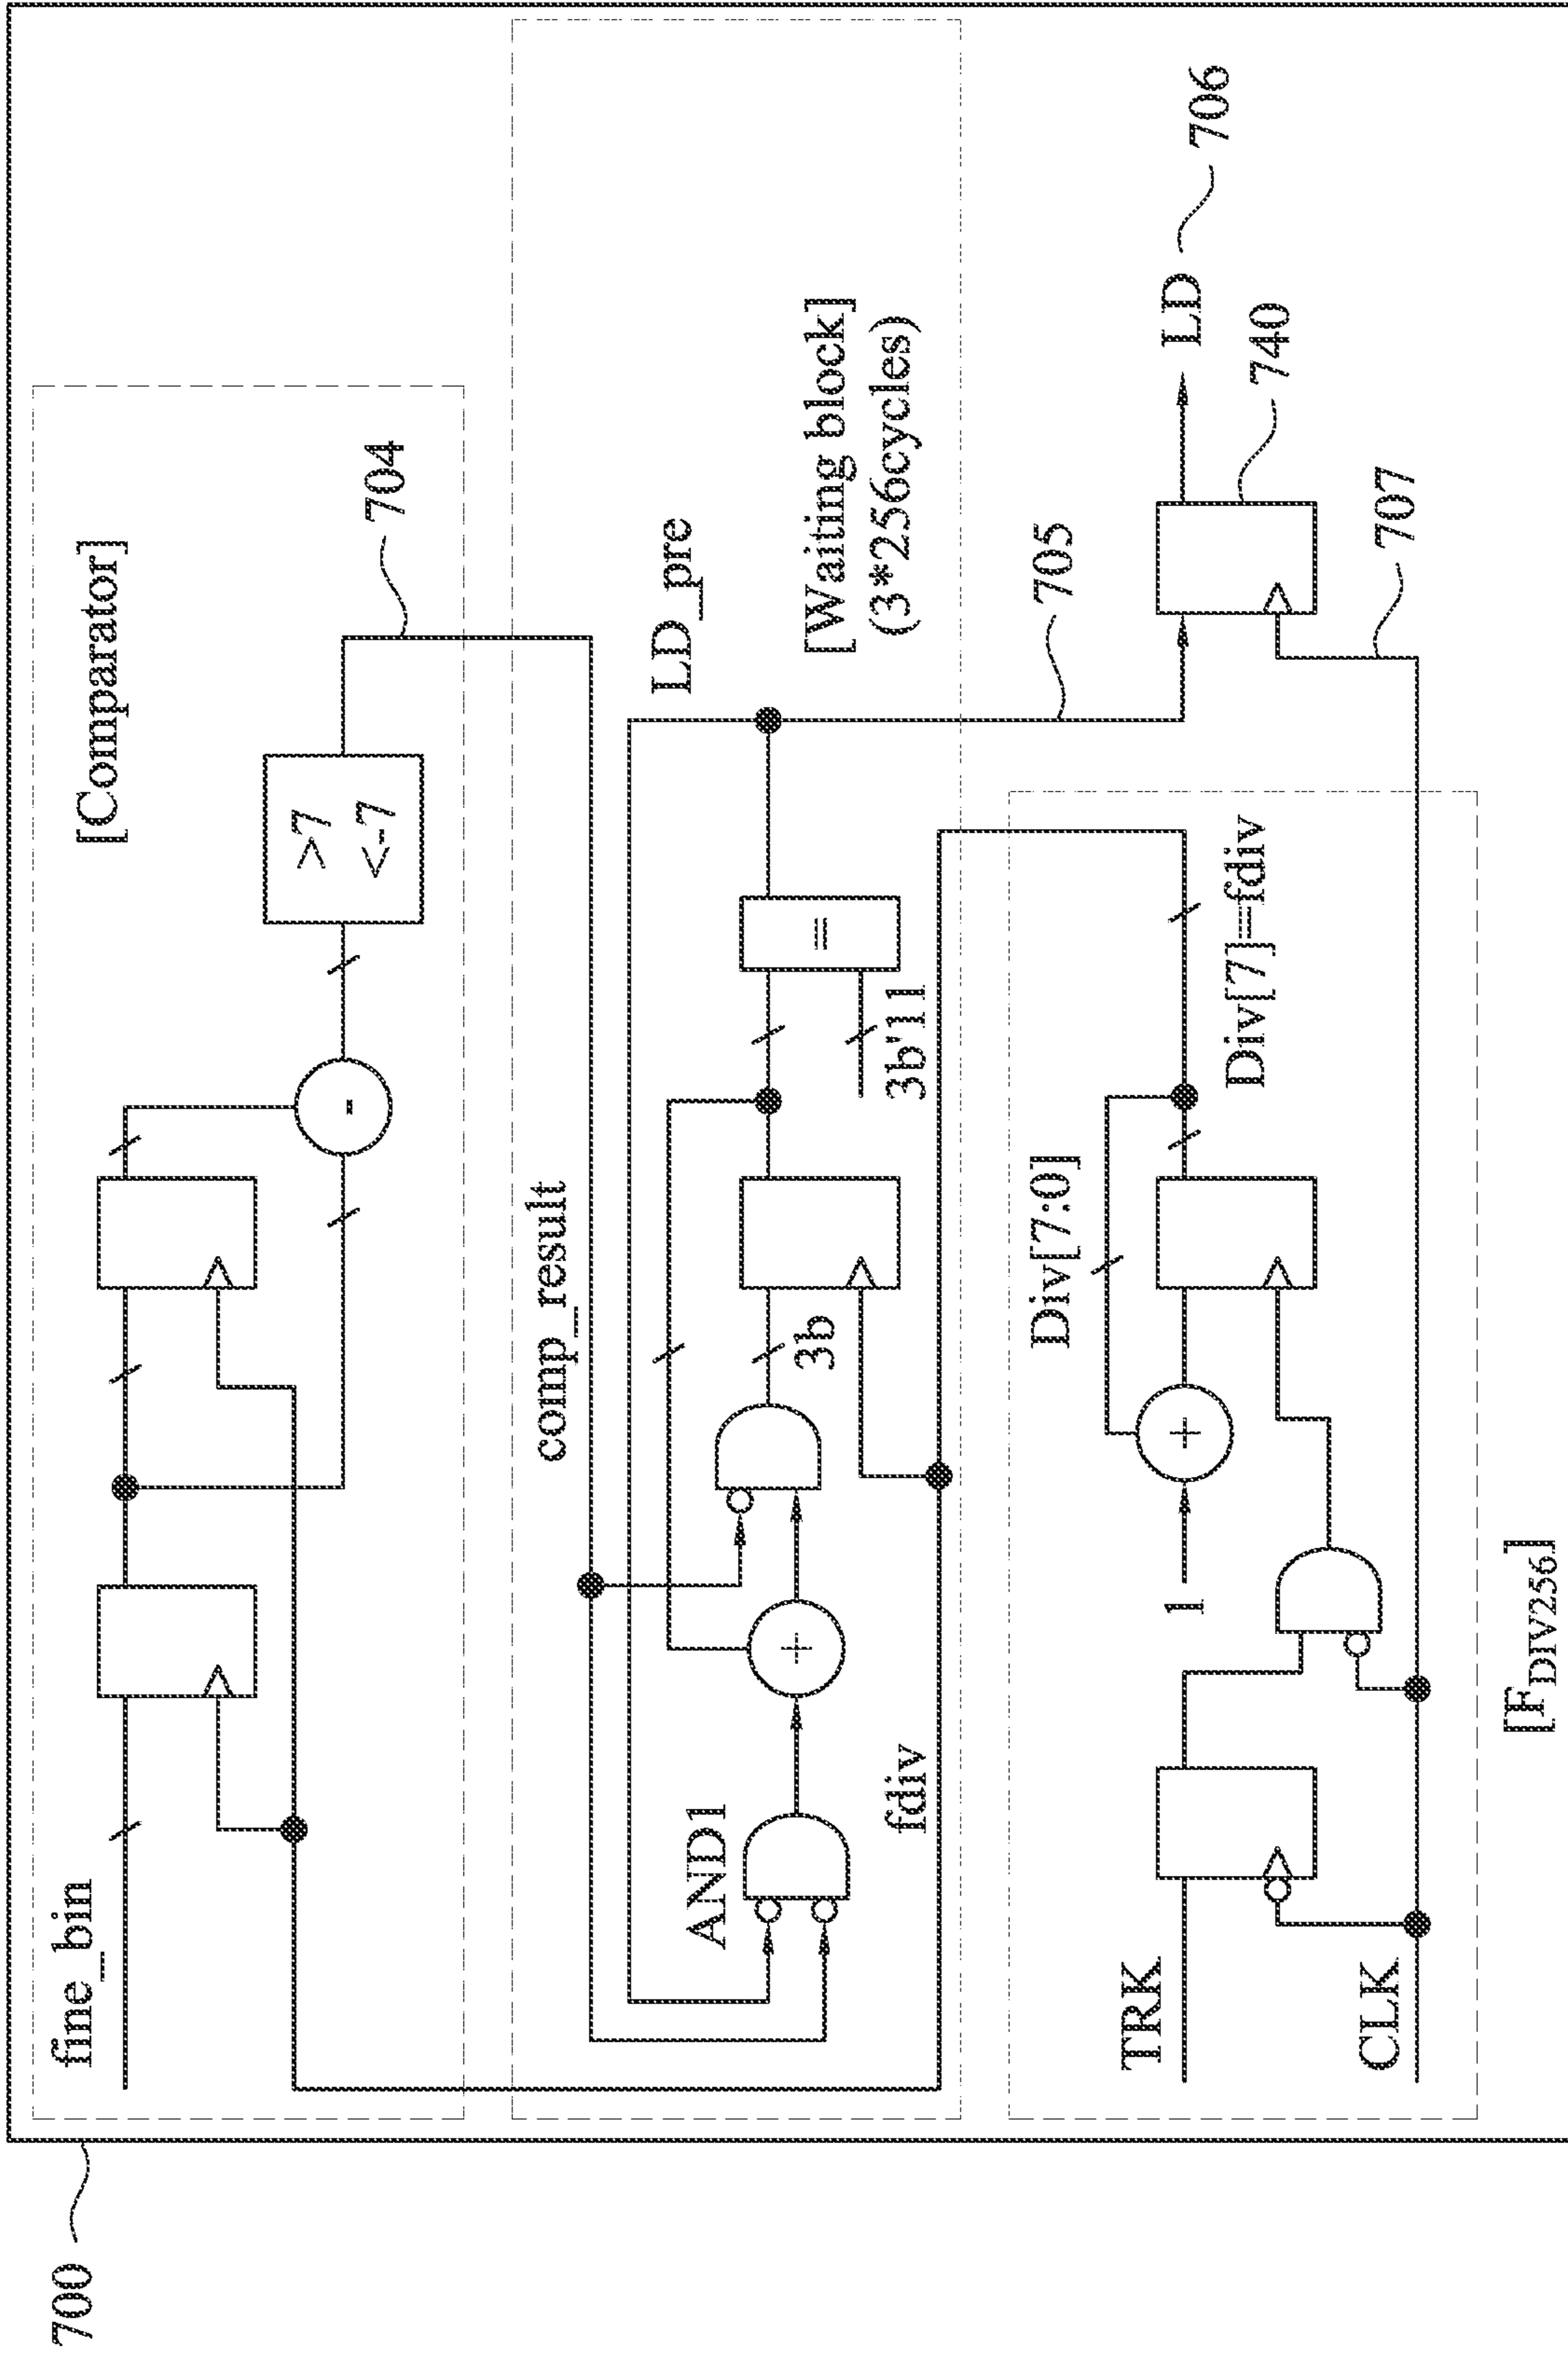 700
fine_bin
[Comparator]
>7
<-7
-
704
comp_result
LD_pre
AND1
+
3b
=
3b'11
fdiv
[Waiting block]
(3*256cycles)
705
Div[7:0]
TRK
1
+
Div[7]=fdiv
CLK
LD
706
740
707
[FDIV256]